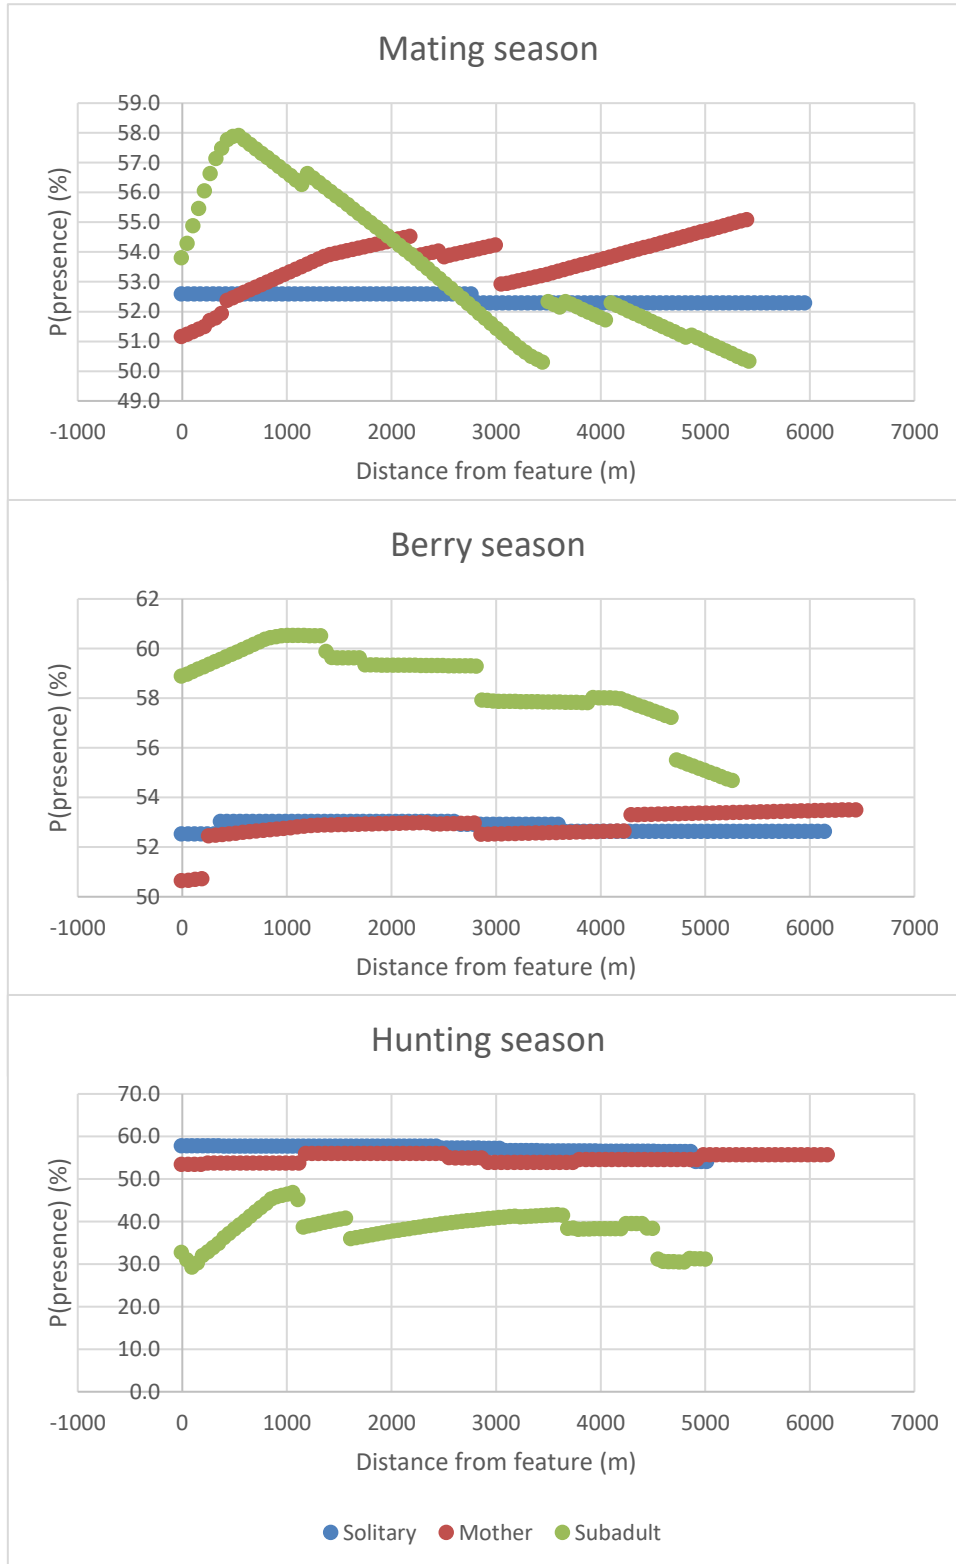 Mating season
59.0
58.0
57.0
56.0
55.0
54.0
53.0
52.0
51.0
50.0
49.0
P(presence) (%)
-1000 0 1000 2000 3000 4000 5000 6000 7000
Distance from feature (m)
Berry season
62
60
58
56
54
52
50
P(presence) (%)
-1000 0 1000 2000 3000 4000 5000 6000 7000
Distance from feature (m)
Hunting season
70.0
60.0
50.0
40.0
30.0
20.0
10.0
0.0
P(presence) (%)
-1000 0 1000 2000 3000 4000 5000 6000 7000
Distance from feature (m)
Solitary Mother Subadult